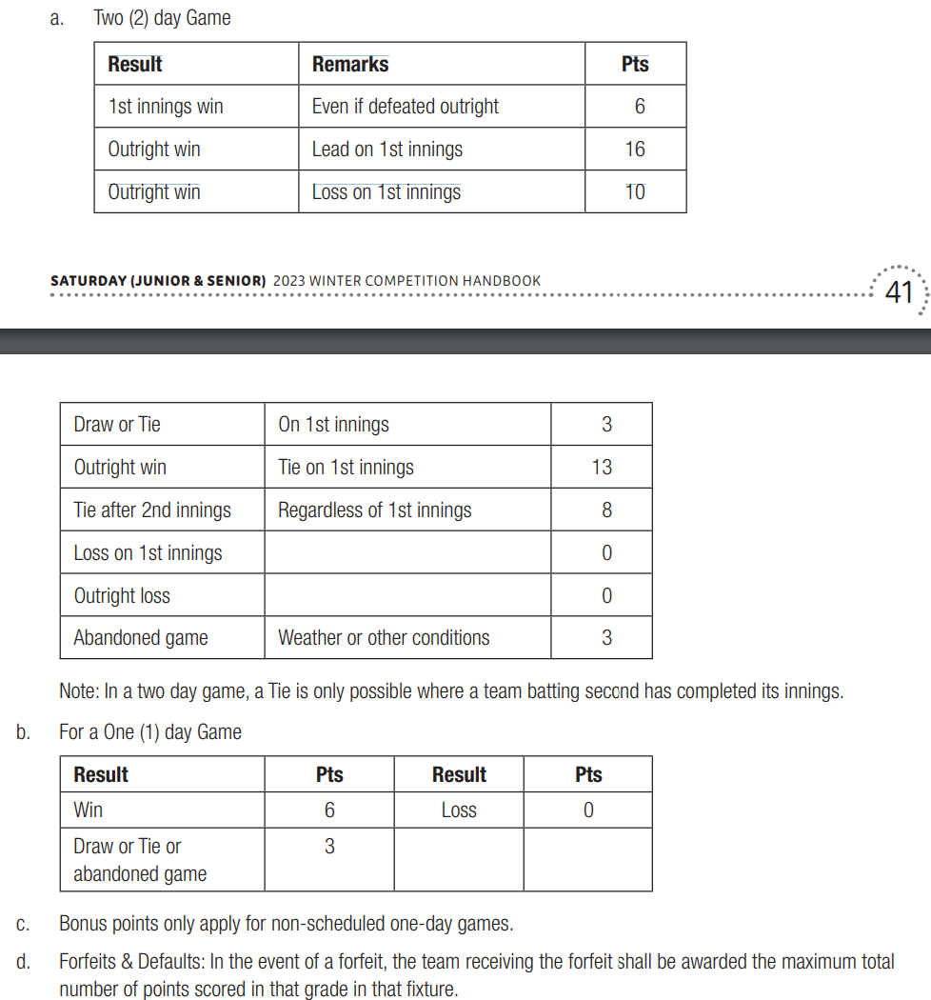 a. Two (2) day Game
Result Remarks Pts
1st innings win Even if defeated outright 6
Outright win Lead on 1st innings 16
Outright win Loss on 1st innings 10
SATURDAY (JUNIOR & SENIOR) 2023 WINTER COMPETITION HANDBOOK
41
Draw or Tie On 1st innings 3
Outright win Tie on 1st innings 13
Tie after 2nd innings Regardless of 1st innings 8
Loss on 1st innings 0
Outright loss 0
Abandoned game Weather or other conditions 3
Note: In a two day game, a Tie is only possible where a team batting second has completed its innings.
b. For a One (1) day Game
Result Pts Result Pts
Win 6 Loss 0
Draw or Tie or 3
abandoned game
c. Bonus points only apply for non-scheduled one-day games.
d. Forfeits & Defaults: In the event of a forfeit, the team receiving the forfeit shall be awarded the maximum total
number of points scored in that grade in that fixture.